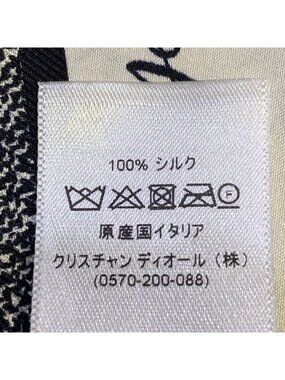 100% シルク
原産国イタリア
クリスチャン ディオール (株)
(0570-200-088)